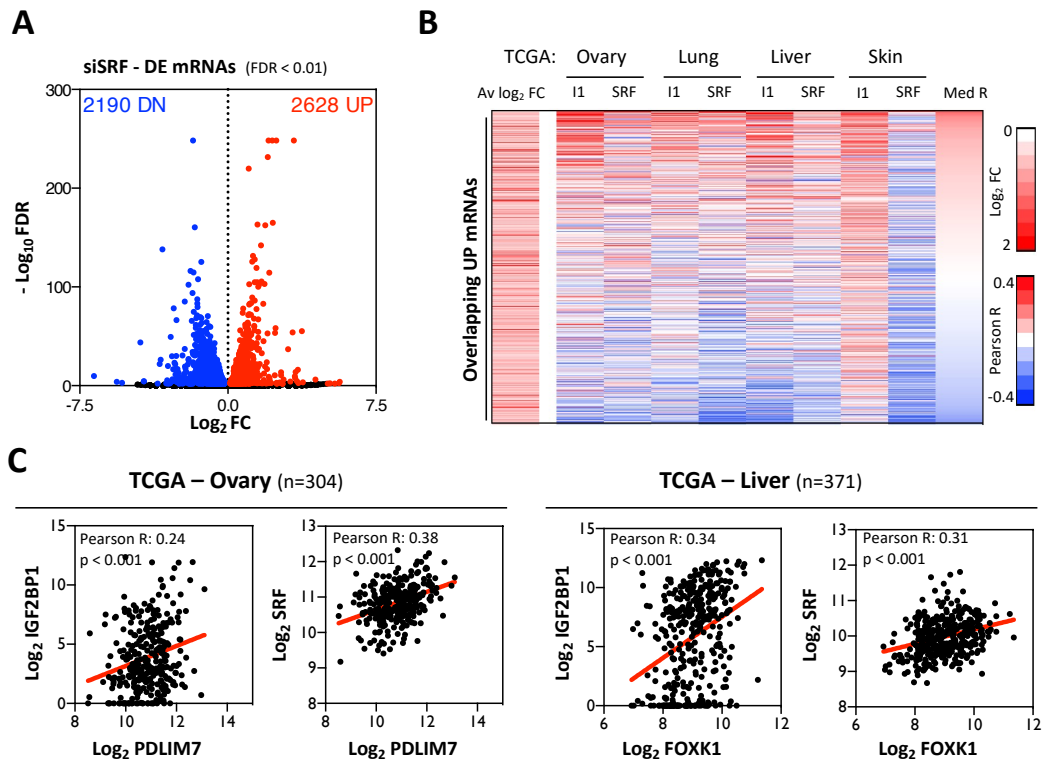 A
siSRF - DE mRNAs (FDR < 0.01)
2190 DN
2628 UP
300
200
100
0
- Log10 FDR
-7.5
0.0
7.5
Log2 FC
B
TCGA: Ovary Lung Liver Skin
Av log2 FC I1 SRF I1 SRF I1 SRF I1 SRF Med R
Overlapping UP mRNAs
0
Log2 FC
2
0.4
Pearson R
-0.4
C
TCGA – Ovary (n=304)
Pearson R: 0.24
p < 0.001
15
10
5
0
Log2 IGF2BP1
8 10 12 14
Log2 PDLIM7
Pearson R: 0.38
p < 0.001
13
12
11
10
9
8
Log2 SRF
8 10 12 14
Log2 PDLIM7
TCGA – Liver (n=371)
Pearson R: 0.34
p < 0.001
15
10
5
0
Log2 IGF2BP1
6 8 10 12
Log2 FOXK1
Pearson R: 0.31
p < 0.001
13
12
11
10
9
8
Log2 SRF
6 8 10 12
Log2 FOXK1